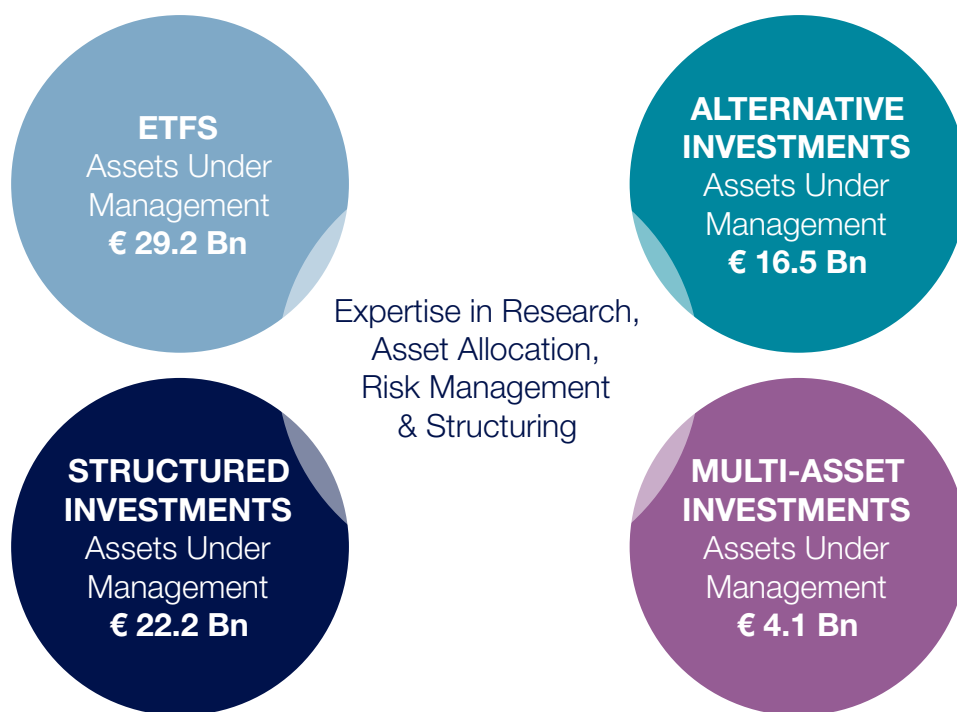 ETFS
Assets Under
Management
€ 29.2 Bn
ALTERNATIVE
INVESTMENTS
Assets Under
Management
€ 16.5 Bn
Expertise in Research,
Asset Allocation,
Risk Management
& Structuring
STRUCTURED
INVESTMENTS
Assets Under
Management
€ 22.2 Bn
MULTI-ASSET
INVESTMENTS
Assets Under
Management
€ 4.1 Bn